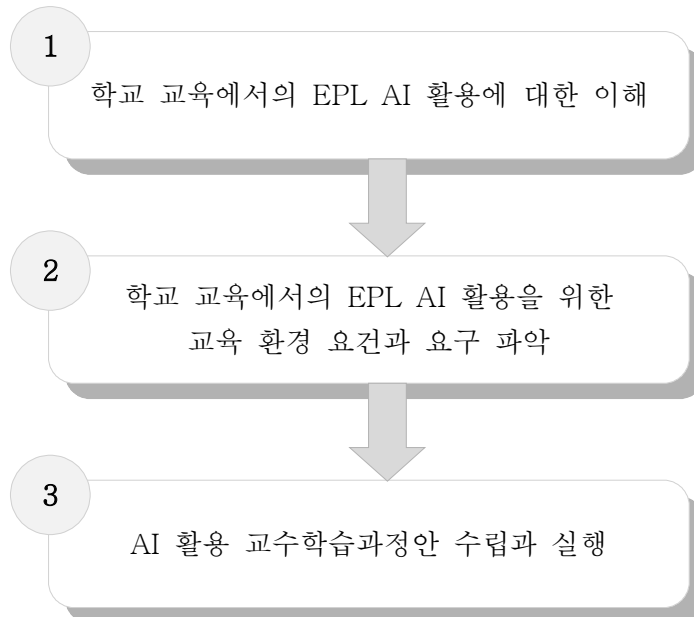 1
학교 교육에서의 EPL AI 활용에 대한 이해
2
학교 교육에서의 EPL AI 활용을 위한
교육 환경 요건과 요구 파악
3
AI 활용 교수학습과정안 수립과 실행